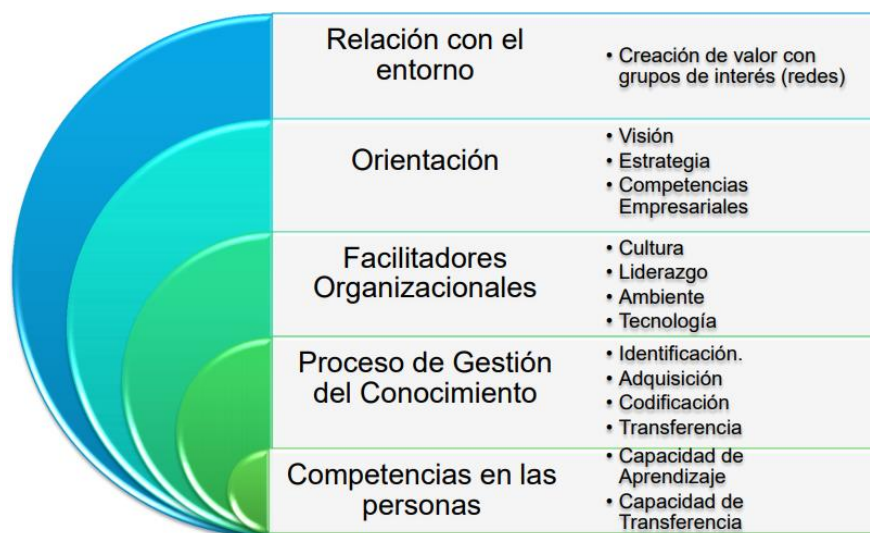 Relación con el
entorno
• Creación de valor con
grupos de interés (redes)
Orientación
• Visión
• Estrategia
• Competencias
Empresariales
Facilitadores
Organizacionales
• Cultura
• Liderazgo
• Ambiente
• Tecnología
Proceso de Gestión
del Conocimiento
• Identificación.
• Adquisición
• Codificación
• Transferencia
Competencias en las
personas
• Capacidad de
Aprendizaje
• Capacidad de
Transferencia